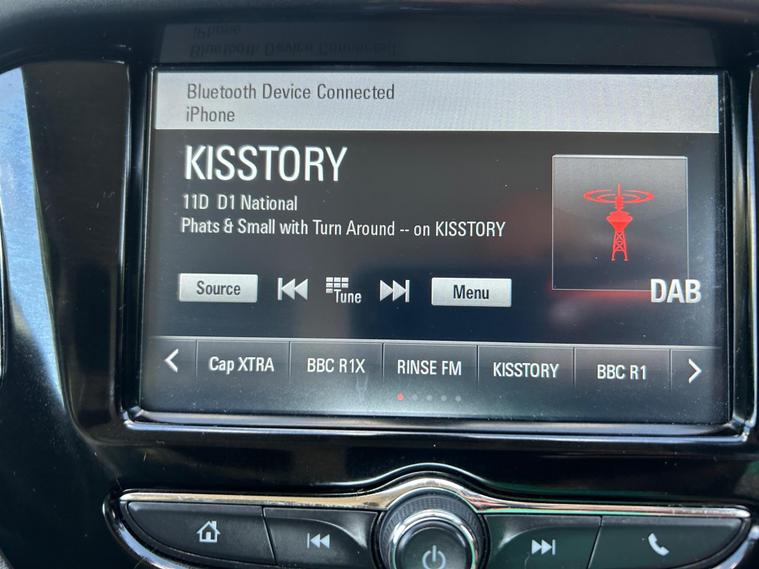 Bluetooth Device Connected
iPhone
KISSTORY
11D D1 National
Phats & Small with Turn Around -- on KISSTORY
DAB
Source
Tune
Menu
Cap XTRA
BBC R1X
RINSE FM
KISSTORY
BBC R1